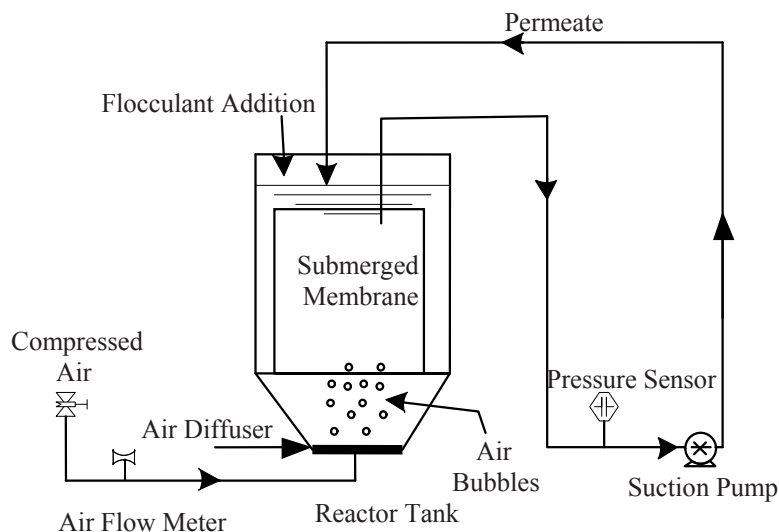 Permeate
Flocculant Addition
Submerged
Membrane
Compressed
Air
Pressure Sensor
Air Diffuser
Air
Bubbles
Suction Pump
Air Flow Meter
Reactor Tank